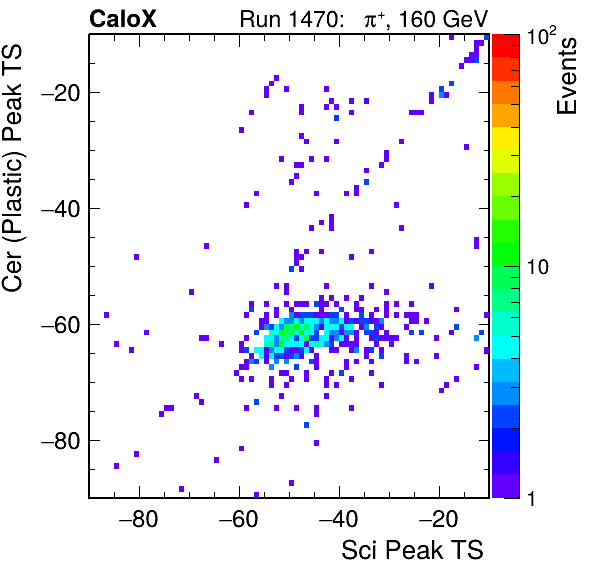 CaloX Run 1470: π⁺, 160 GeV
Cer (Plastic) Peak TS
−20
−40
−60
−80
−80 −60 −40 −20
Sci Peak TS
10²
10
1
Events